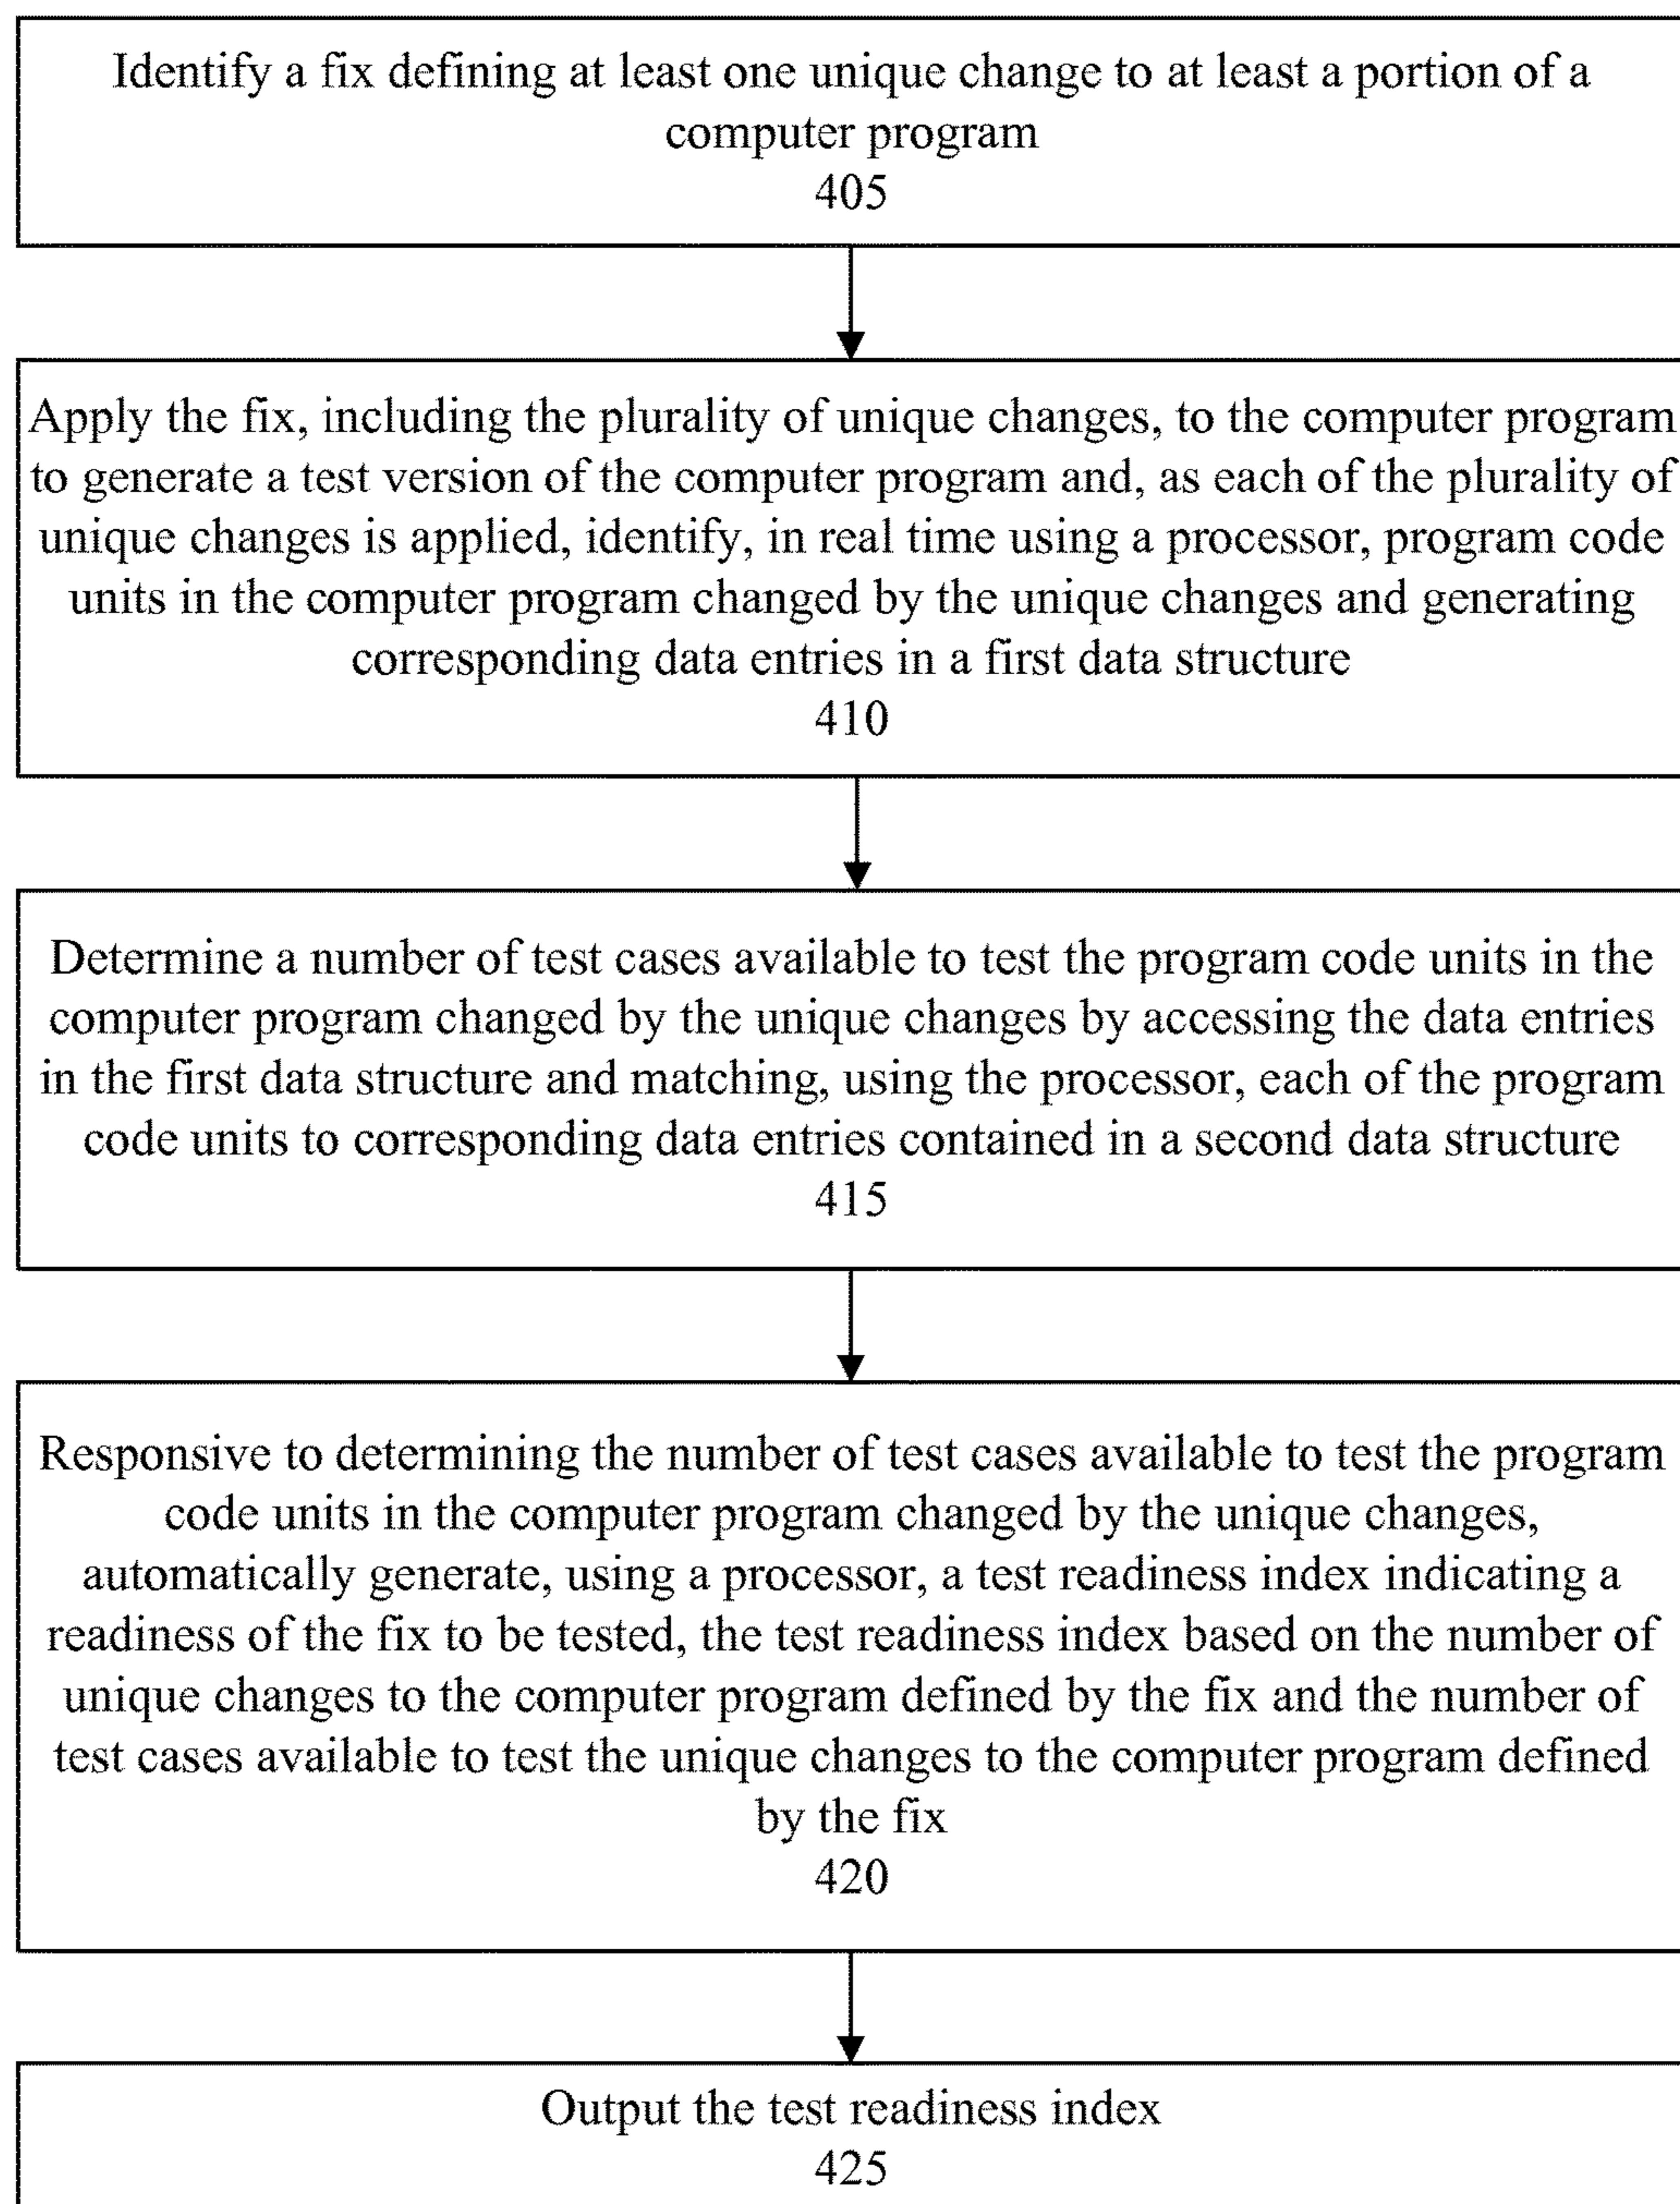 Identify a fix defining at least one unique change to at least a portion of a
computer program
405
Apply the fix, including the plurality of unique changes, to the computer program
to generate a test version of the computer program and, as each of the plurality of
unique changes is applied, identify, in real time using a processor, program code
units in the computer program changed by the unique changes and generating
corresponding data entries in a first data structure
410
Determine a number of test cases available to test the program code units in the
computer program changed by the unique changes by accessing the data entries
in the first data structure and matching, using the processor, each of the program
code units to corresponding data entries contained in a second data structure
415
Responsive to determining the number of test cases available to test the program
code units in the computer program changed by the unique changes,
automatically generate, using a processor, a test readiness index indicating a
readiness of the fix to be tested, the test readiness index based on the number of
unique changes to the computer program defined by the fix and the number of
test cases available to test the unique changes to the computer program defined
by the fix
420
Output the test readiness index
425